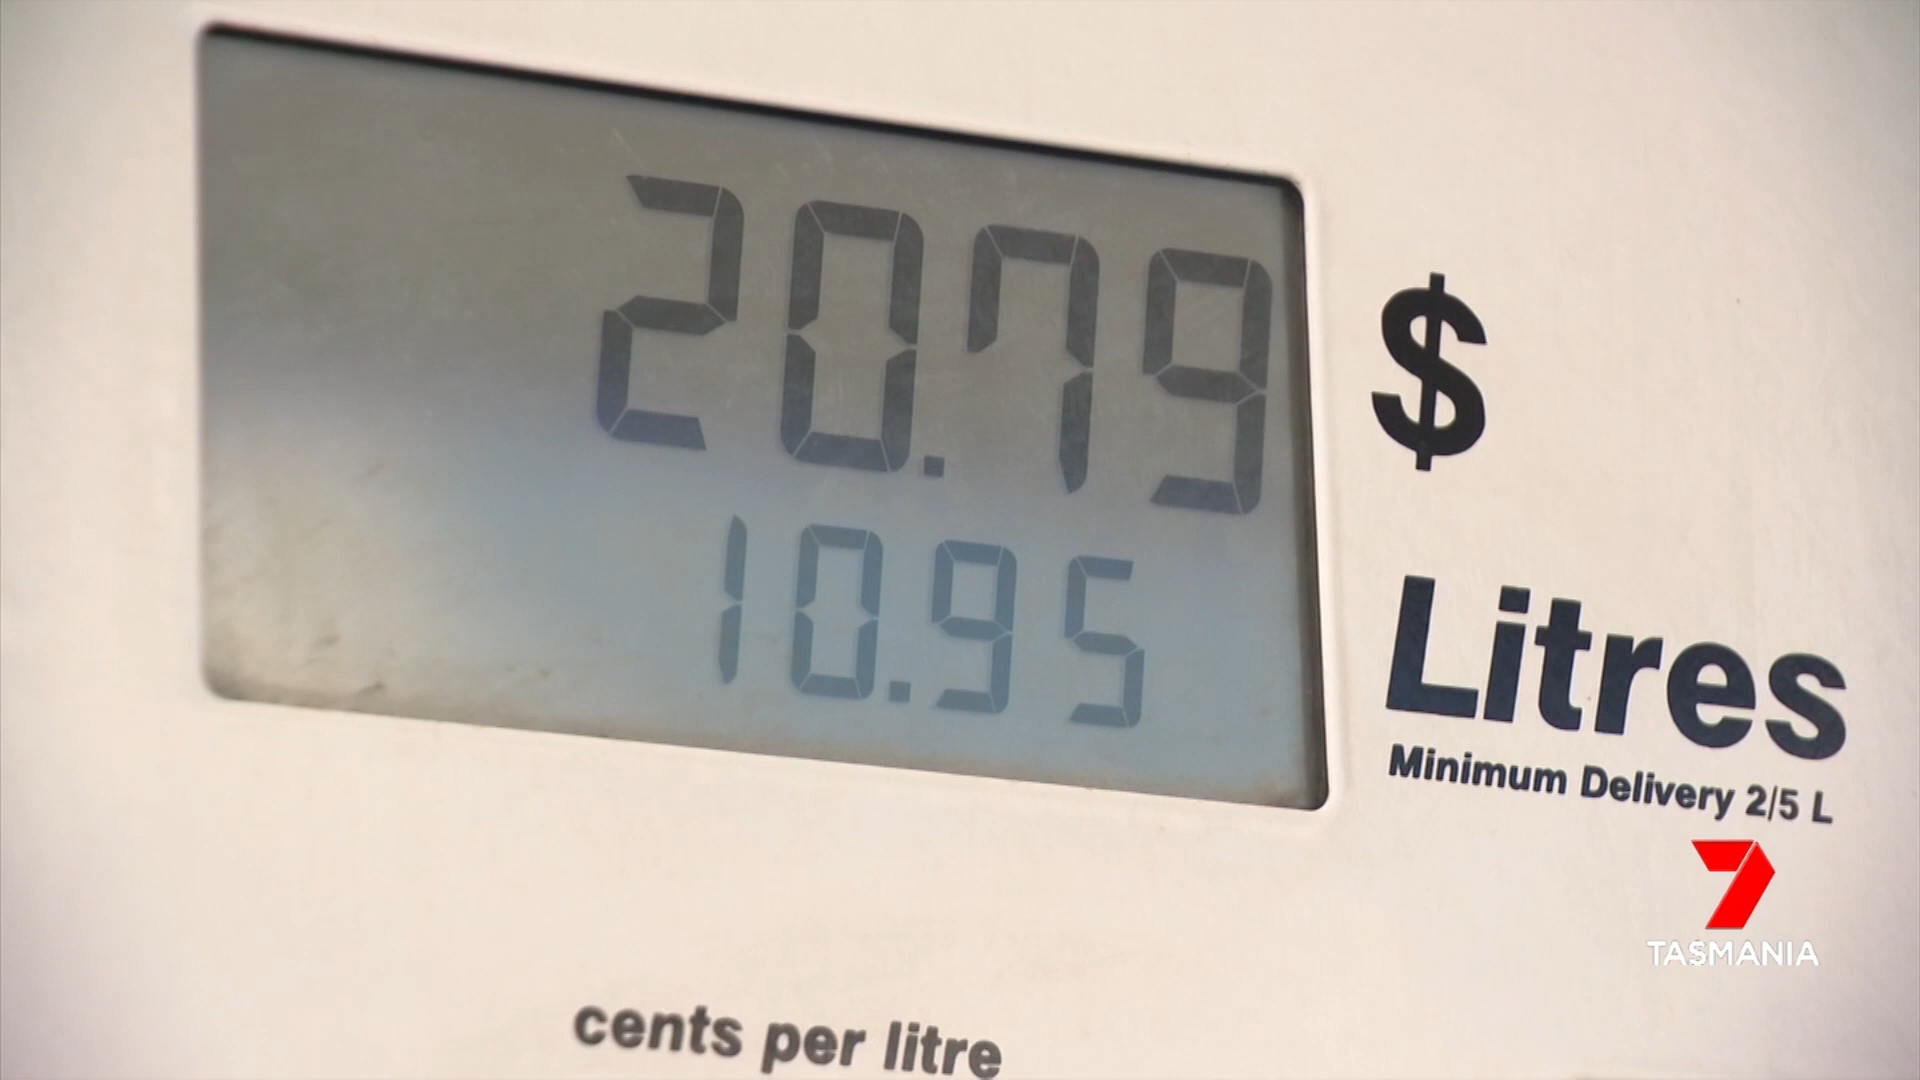 20.79 $
10.95 Litres
Minimum Delivery 2/5 L
7
TASMANIA
cents per litre